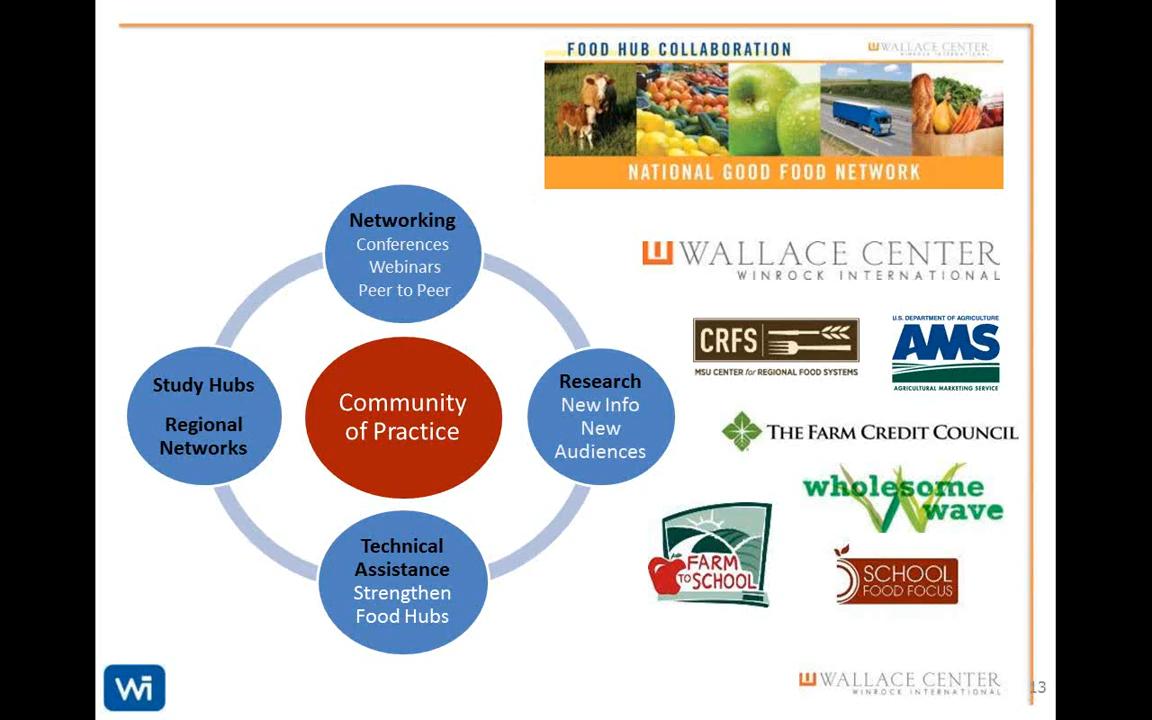 FOOD HUB COLLABORATION
WALLACE CENTER
WINROCK INTERNATIONAL
NATIONAL GOOD FOOD NETWORK
Networking
Conferences
Webinars
Peer to Peer
Study Hubs
Regional
Networks
Community
of Practice
Research
New Info
New
Audiences
Technical
Assistance
Strengthen
Food Hubs
WALLACE CENTER
WINROCK INTERNATIONAL
CRFS
MSU CENTER for REGIONAL FOOD SYSTEMS
U.S. DEPARTMENT OF AGRICULTURE
AMS
AGRICULTURAL MARKETING SERVICE
THE FARM CREDIT COUNCIL
wholesome
wave
FARM
TO SCHOOL
SCHOOL
FOOD FOCUS
WI
WALLACE CENTER
WINROCK INTERNATIONAL
13